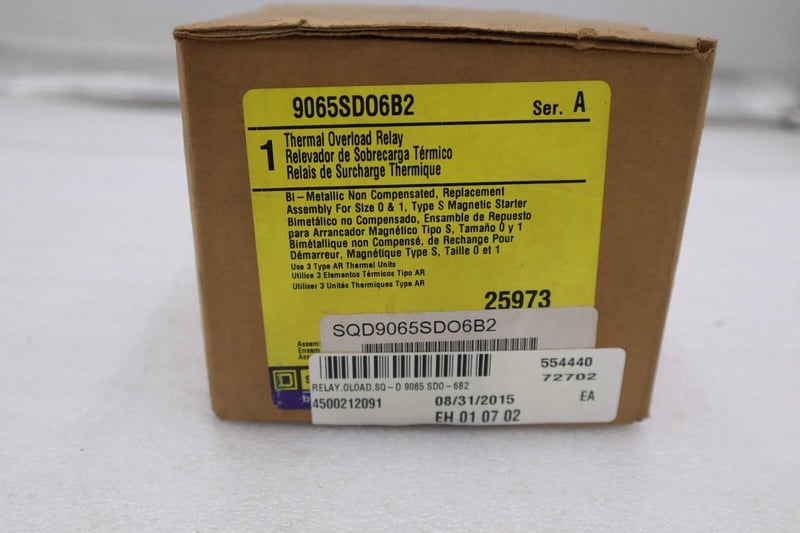 9065SDO6B2 Ser. A
1
Thermal Overload Relay
Relevador de Sobrecarga Térmico
Relais de Surcharge Thermique
Bi-Metallic Non Compensated, Replacement
Assembly For Size 0 & 1, Type S Magnetic Starter
Bimetálico no Compensado, Ensamble de Repuesto
para Arrancador Magnético Tipo S, Tamaño 0 y 1
Bimétallique non Compensé, de Rechange Pour
Démarreur, Magnétique Type S, Taille 0 et 1
Use 3 Type AR Thermal Units
Utilise 3 Elementos Térmicos Tipo AR
Utiliser 3 Unités Thermiques Type AR
25973
SQD9065SDO6B2
554440
72702
RELAY,OLOAD,SQ-D 9065 SDO-6B2
4500212091 08/31/2015 EA
EH 01 07 02